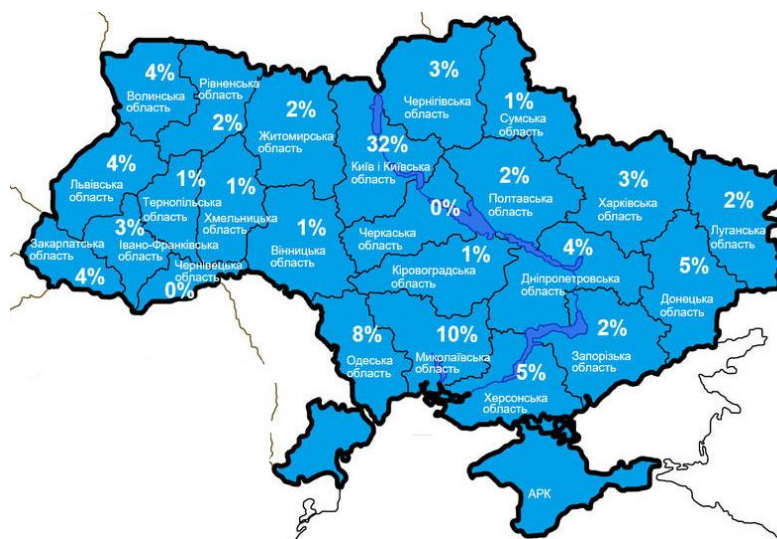 4%
Волинська
область
Рівненська
область
2%
2%
Житомирська
область
32%
Київ і Київська
область
3%
Чернігівська
область
1%
Сумська
область
4%
Львівська
область
1%
Тернопільська
область
1%
Хмельницька
область
1%
Вінницька
область
0%
Черкаська
область
2%
Полтавська
область
3%
Харківська
область
2%
Луганська
область
Закарпатська
область
4%
3%
Івано-Франківська
область
Чернівецька
область
0%
1%
Кіровоградська
область
4%
Дніпропетровська
область
5%
Донецька
область
8%
Одеська
область
10%
Миколаївська
область
5%
Херсонська
область
2%
Запорізька
область
АРК